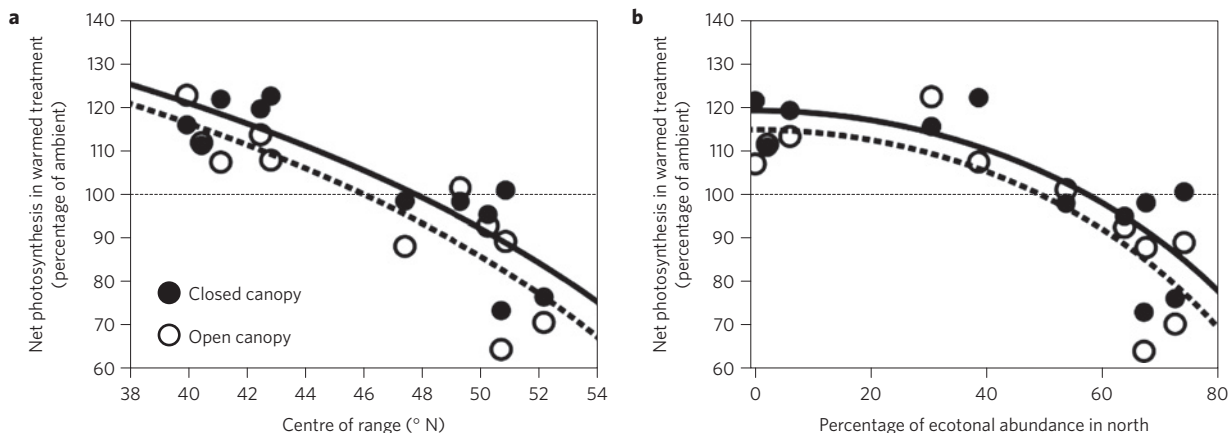 a
Net photosynthesis in warmed treatment
(percentage of ambient)
140
130
120
110
100
90
80
70
60
Closed canopy
Open canopy
38 40 42 44 46 48 50 52 54
Centre of range (° N)
b
Net photosynthesis in warmed treatment
(percentage of ambient)
140
130
120
110
100
90
80
70
60
0 20 40 60 80
Percentage of ecotonal abundance in north